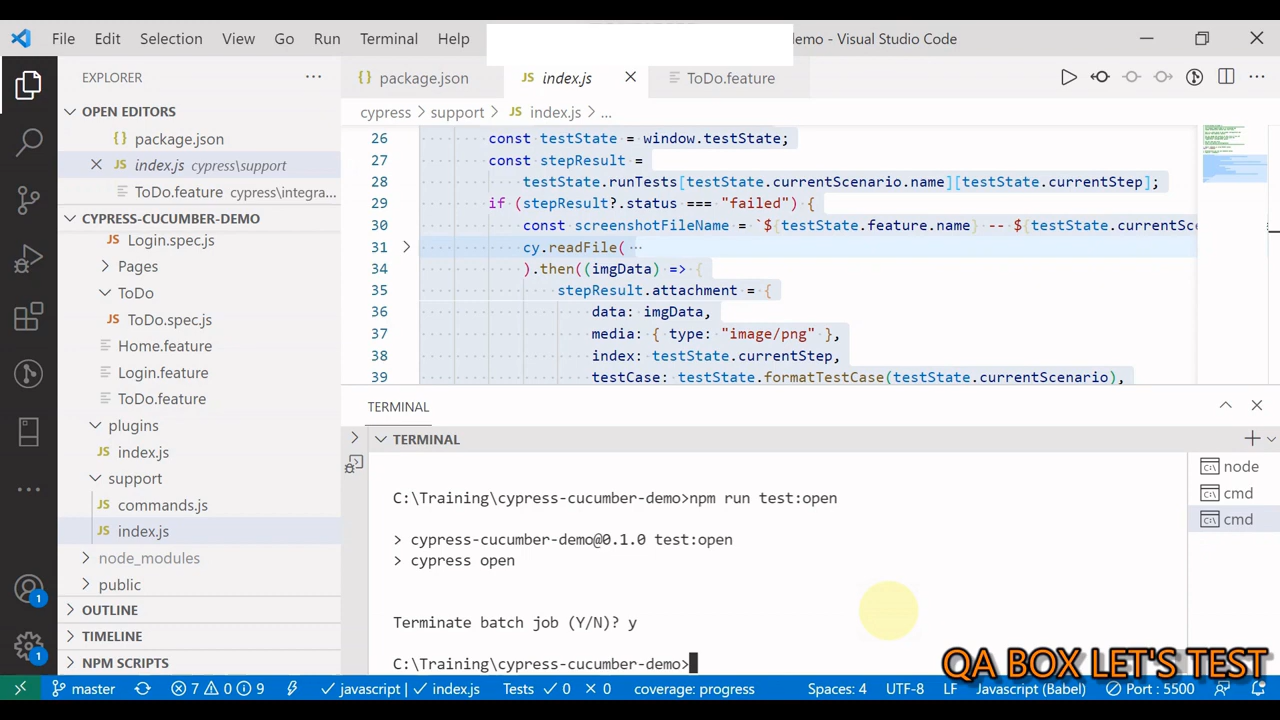 File Edit Selection View Go Run Terminal Help demo - Visual Studio Code
EXPLORER
OPEN EDITORS
package.json
index.js cypress\support
ToDo.feature cypress\integra...
CYPRESS-CUCUMBER-DEMO
Login.spec.js
Pages
ToDo
ToDo.spec.js
Home.feature
Login.feature
ToDo.feature
plugins
index.js
support
commands.js
index.js
node_modules
public
OUTLINE
TIMELINE
NPM SCRIPTS
package.json index.js ToDo.feature
cypress > support > JS index.js > ...
26 const testState = window.testState;
27 const stepResult =
28 testState.runTests[testState.currentScenario.name][testState.currentStep];
29 if (stepResult?.status === "failed") {
30 const screenshotFileName = `${testState.feature.name} -- ${testState.currentSc
31 cy.readFile( ...
34 ).then((imgData) => {
35 stepResult.attachment = {
36 data: imgData,
37 media: { type: "image/png" },
38 index: testState.currentStep,
39 testCase: testState.formatTestCase(testState.currentScenario),
TERMINAL
TERMINAL
C:\Training\cypress-cucumber-demo>npm run test:open
> cypress-cucumber-demo@0.1.0 test:open
> cypress open
Terminate batch job (Y/N)? y
C:\Training\cypress-cucumber-demo>
node
cmd
cmd
QA BOX LET'S TEST
master 7 0 9 javascript index.js Tests 0 0 coverage: progress Spaces: 4 UTF-8 LF Javascript (Babel) Port : 5500